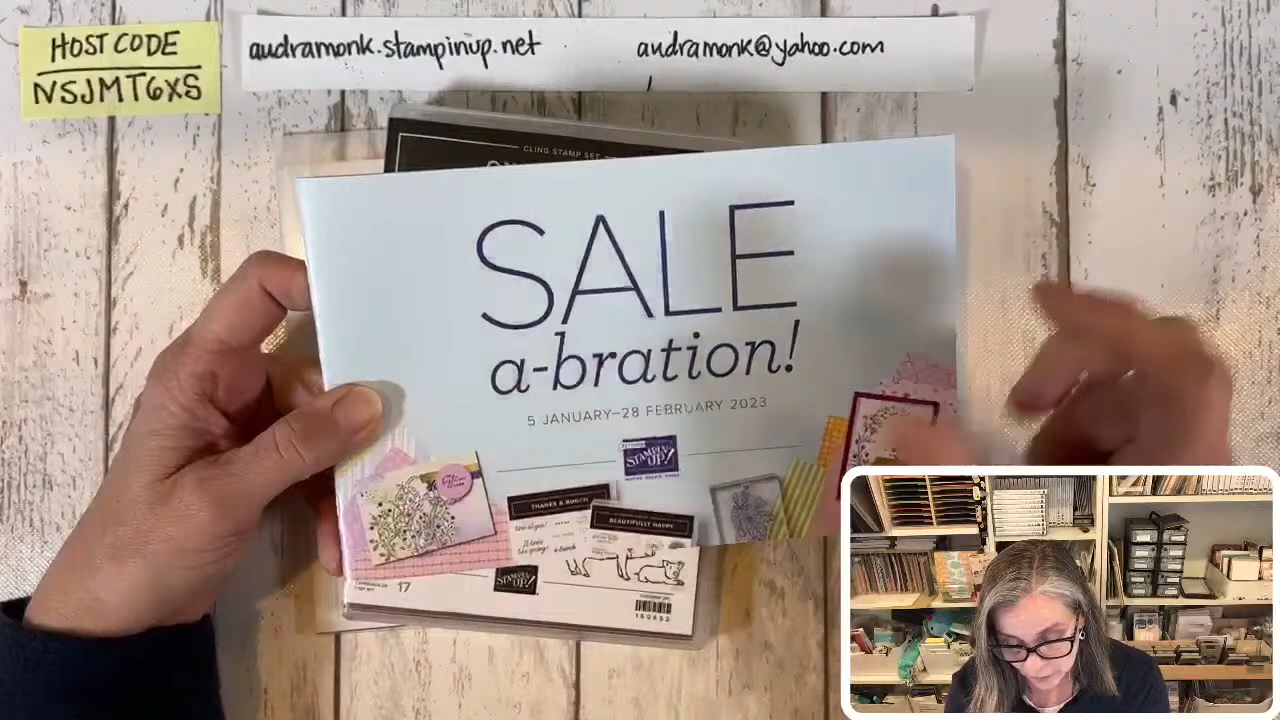 HOST CODE
NSJMT6XS
audramonk.stampinup.net
audramonk@yahoo.com
CLING STAMP SET
SALE
a-bration!
5 JANUARY–28 FEBRUARY 2023
STAMPIN' UP!
THANKS A BUNCH
BEAUTIFULLY HAPPY
STAMPIN' UP!
17